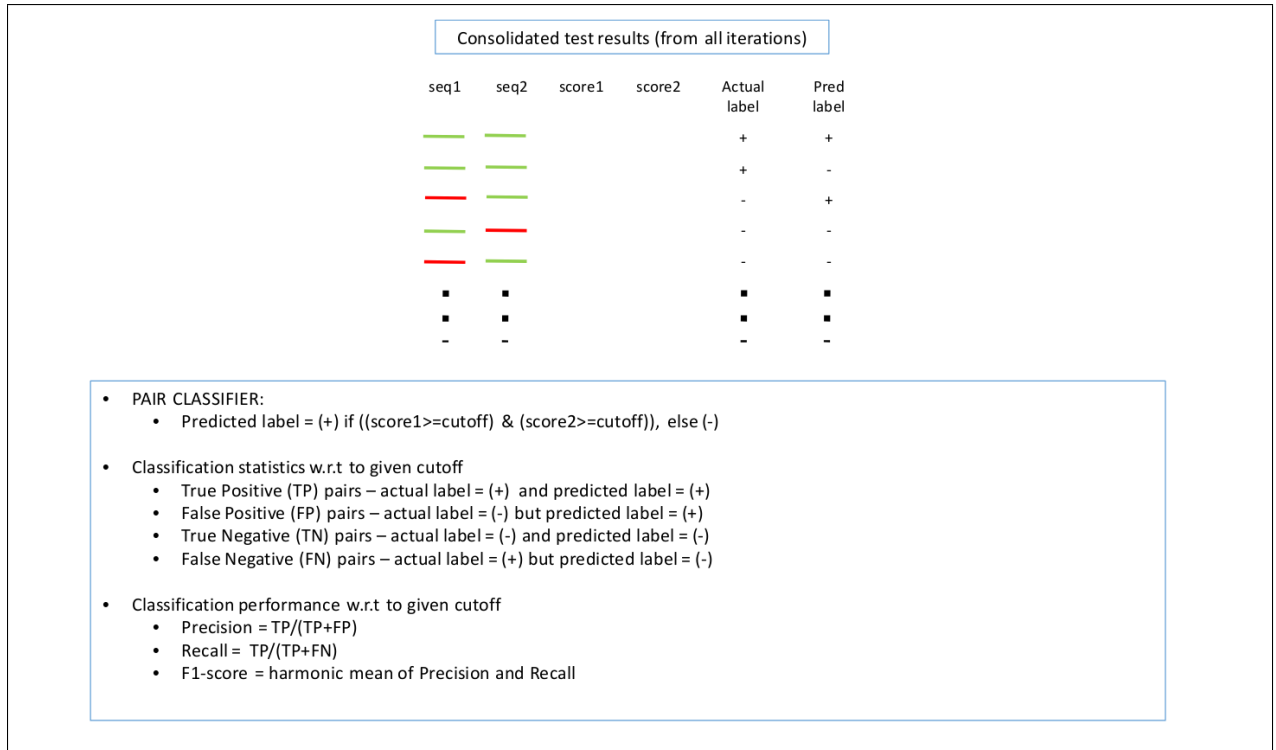 Consolidated test results (from all iterations)
seq1 seq2 score1 score2 Actual label Pred label
+ +
+ -
- +
- -
- -
• PAIR CLASSIFIER:
• Predicted label = (+) if ((score1>=cutoff) & (score2>=cutoff)), else (-)
• Classification statistics w.r.t to given cutoff
• True Positive (TP) pairs – actual label = (+) and predicted label = (+)
• False Positive (FP) pairs – actual label = (-) but predicted label = (+)
• True Negative (TN) pairs – actual label = (-) and predicted label = (-)
• False Negative (FN) pairs – actual label = (+) but predicted label = (-)
• Classification performance w.r.t to given cutoff
• Precision = TP/(TP+FP)
• Recall = TP/(TP+FN)
• F1-score = harmonic mean of Precision and Recall